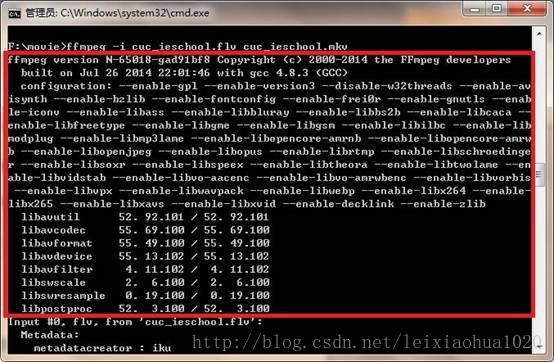 管理员: C:\Windows\system32\cmd.exe
F:\movie>ffmpeg -i cuc_ieschool.flv cuc_ieschool.mkv
ffmpeg version N-65018-gad91bf8 Copyright (c) 2000-2014 the FFmpeg developers
built on Jul 26 2014 22:01:46 with gcc 4.8.3 (GCC)
configuration: --enable-gpl --enable-version3 --disable-w32threads --enable-av
isynth --enable-bzlib --enable-fontconfig --enable-frei0r --enable-gnutls --enab
le-iconv --enable-libass --enable-libbluray --enable-libbs2b --enable-libcaca --
enable-libfreetype --enable-libgme --enable-libgsm --enable-libilbc --enable-lib
modplug --enable-libmp3lame --enable-libopencore-amrnb --enable-libopencore-amrw
b --enable-libopenjpeg --enable-libopus --enable-librtmp --enable-libschroedinge
r --enable-libsoxr --enable-libspeex --enable-libtheora --enable-libtwolame --en
able-libvidstab --enable-libvo-aacenc --enable-libvo-amrwbenc --enable-libvorbis
--enable-libvpx --enable-libwavpack --enable-libwebp --enable-libx264 --enable-
libx265 --enable-libxavs --enable-libxvid --enable-decklink --enable-zlib
libavutil 52. 92.101 / 52. 92.101
libavcodec 55. 69.100 / 55. 69.100
libavformat 55. 49.100 / 55. 49.100
libavdevice 55. 13.102 / 55. 13.102
libavfilter 4. 11.102 / 4. 11.102
libswscale 2. 6.100 / 2. 6.100
libswresample 0. 19.100 / 0. 19.100
libpostproc 52. 3.100 / 52. 3.100
Input #0, flv, from 'cuc_ieschool.flv':
Metadata:
metadatacreator : iku
http://blog.csdn.net/leixiaohua1020